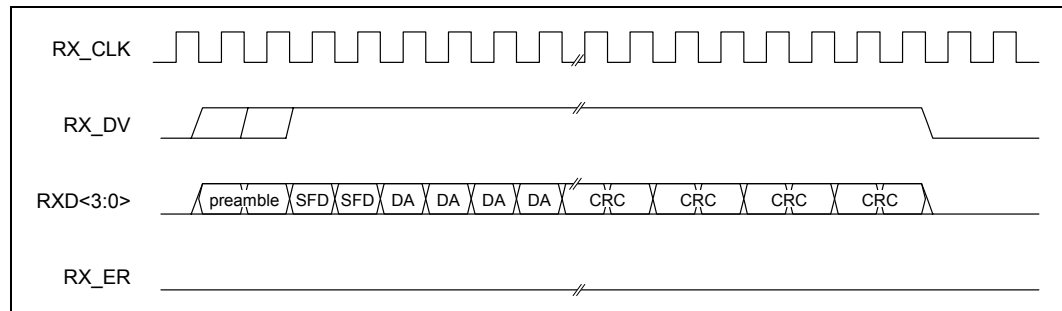 RX_CLK
RX_DV
RXD<3:0>
preamble SFD SFD DA DA DA DA CRC CRC CRC CRC
RX_ER